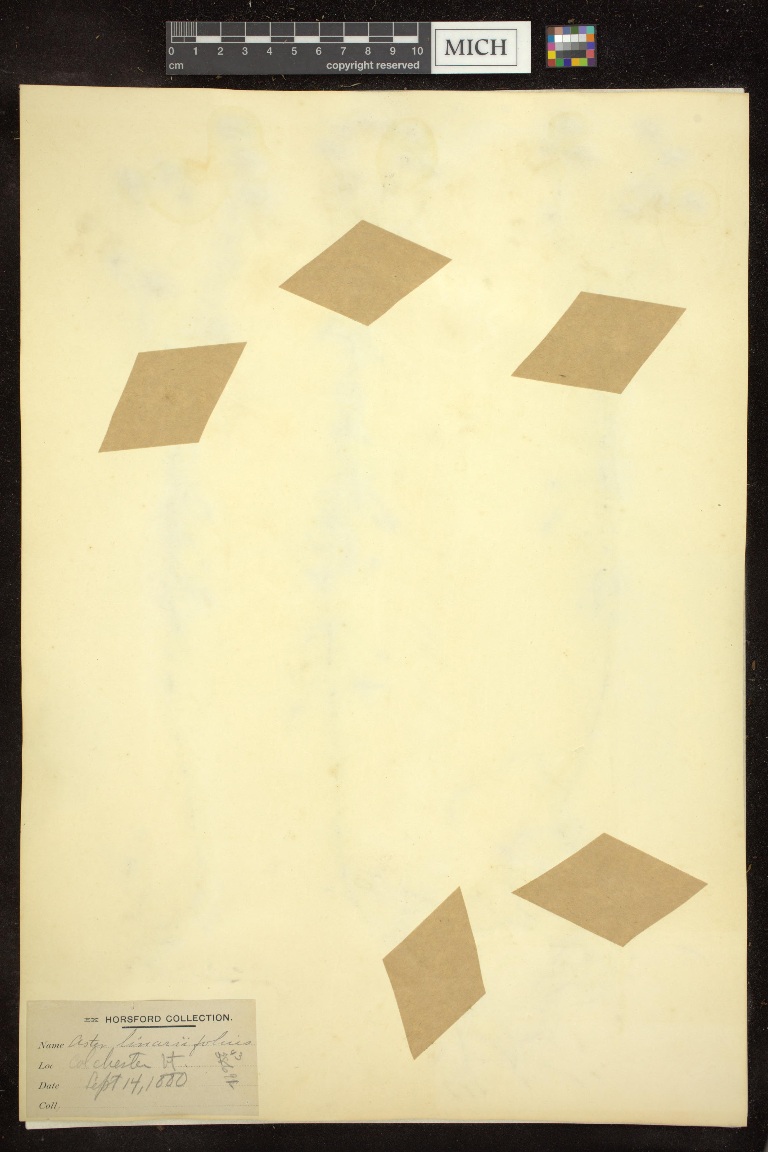 0 1 2 3 4 5 6 7 8 9 10
cm copyright reserved
MICH
HORSFORD COLLECTION.
Name Aster linariifolius
Loc Colchester Vt
Date Sept 14, 1880
Coll.